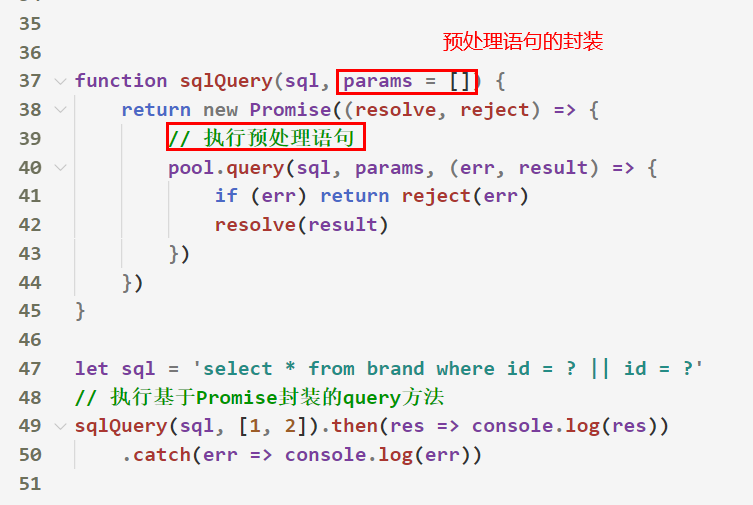 35
36
预处理语句的封装
37 function sqlQuery(sql, params = []) {
38 return new Promise((resolve, reject) => {
39 // 执行预处理语句
40 pool.query(sql, params, (err, result) => {
41 if (err) return reject(err)
42 resolve(result)
43 })
44 })
45 }
46
47 let sql = 'select * from brand where id = ? || id = ?'
48 // 执行基于Promise封装的query方法
49 sqlQuery(sql, [1, 2]).then(res => console.log(res))
50 .catch(err => console.log(err))
51